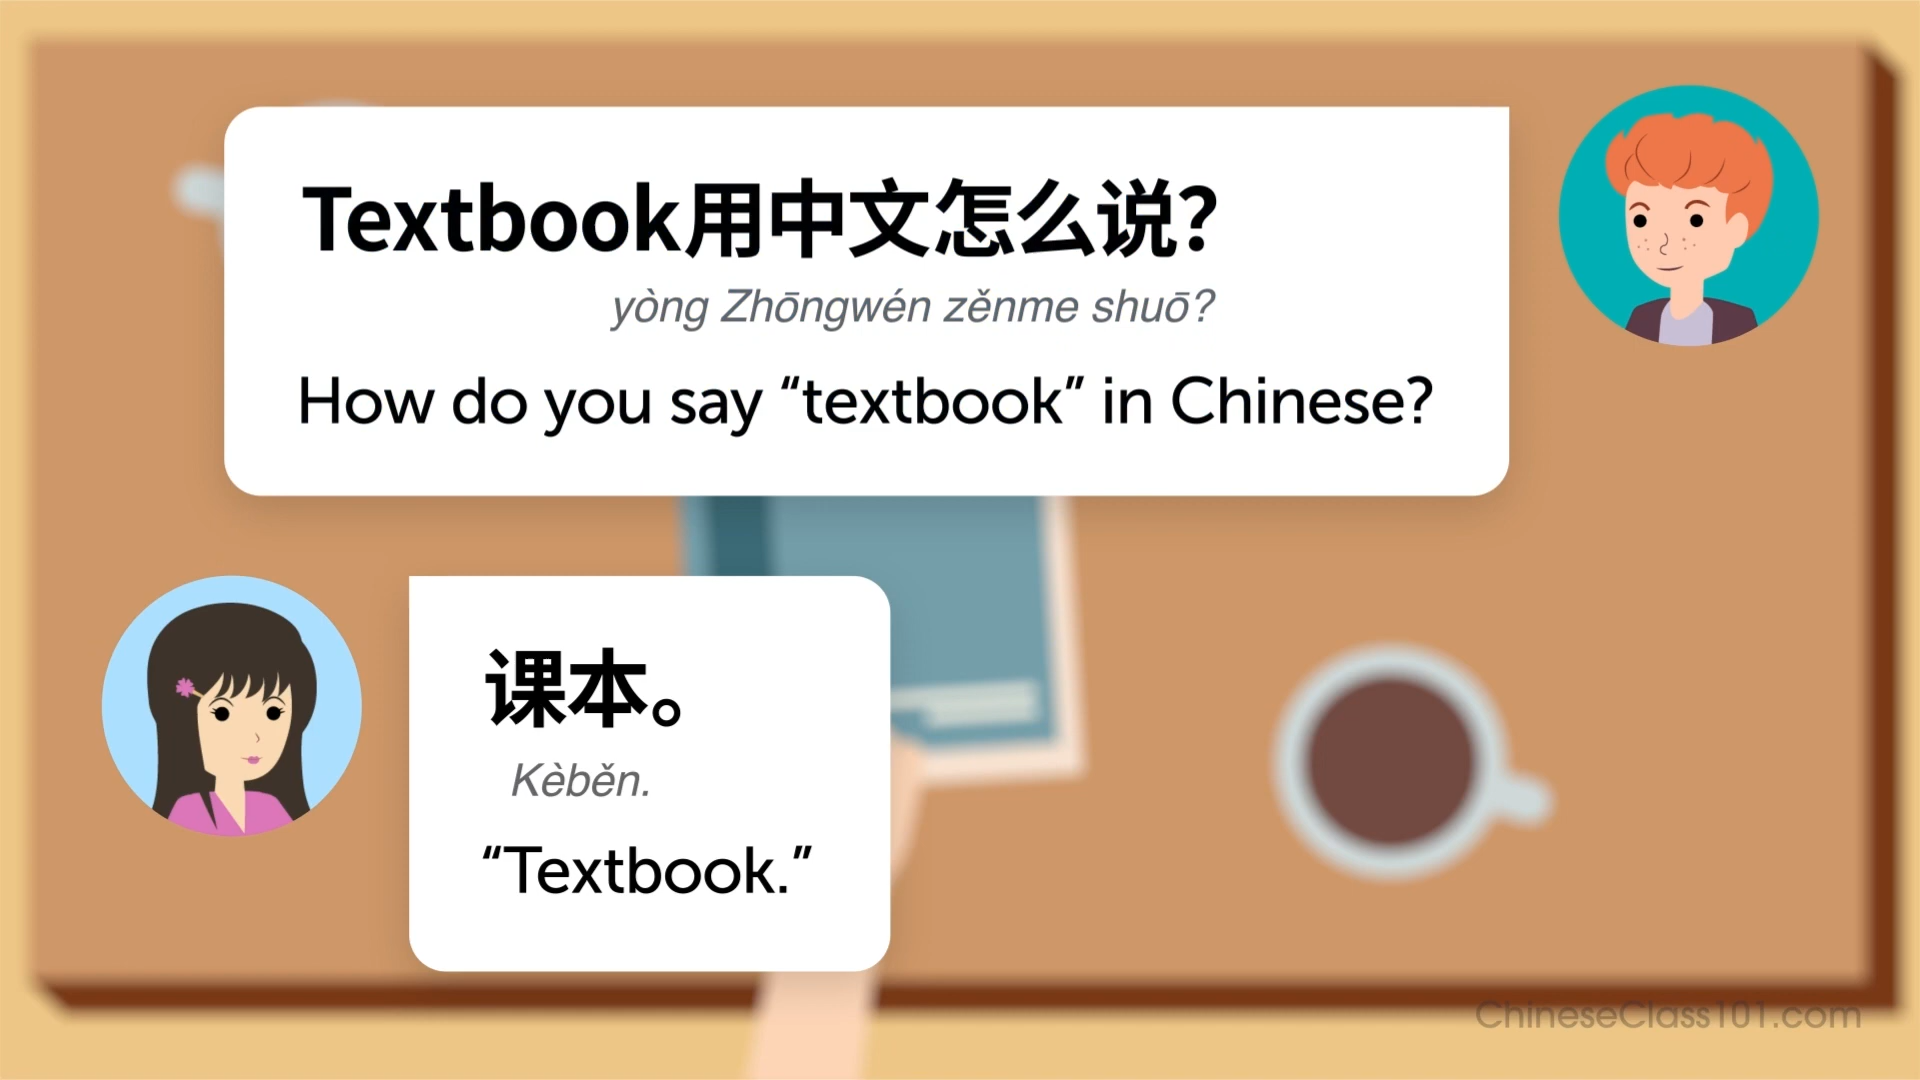 Textbook用中文怎么说?
yòng Zhōngwén zěnme shuō?
How do you say “textbook” in Chinese?
课本。
Kèběn.
“Textbook.”
ChineseClass101.com